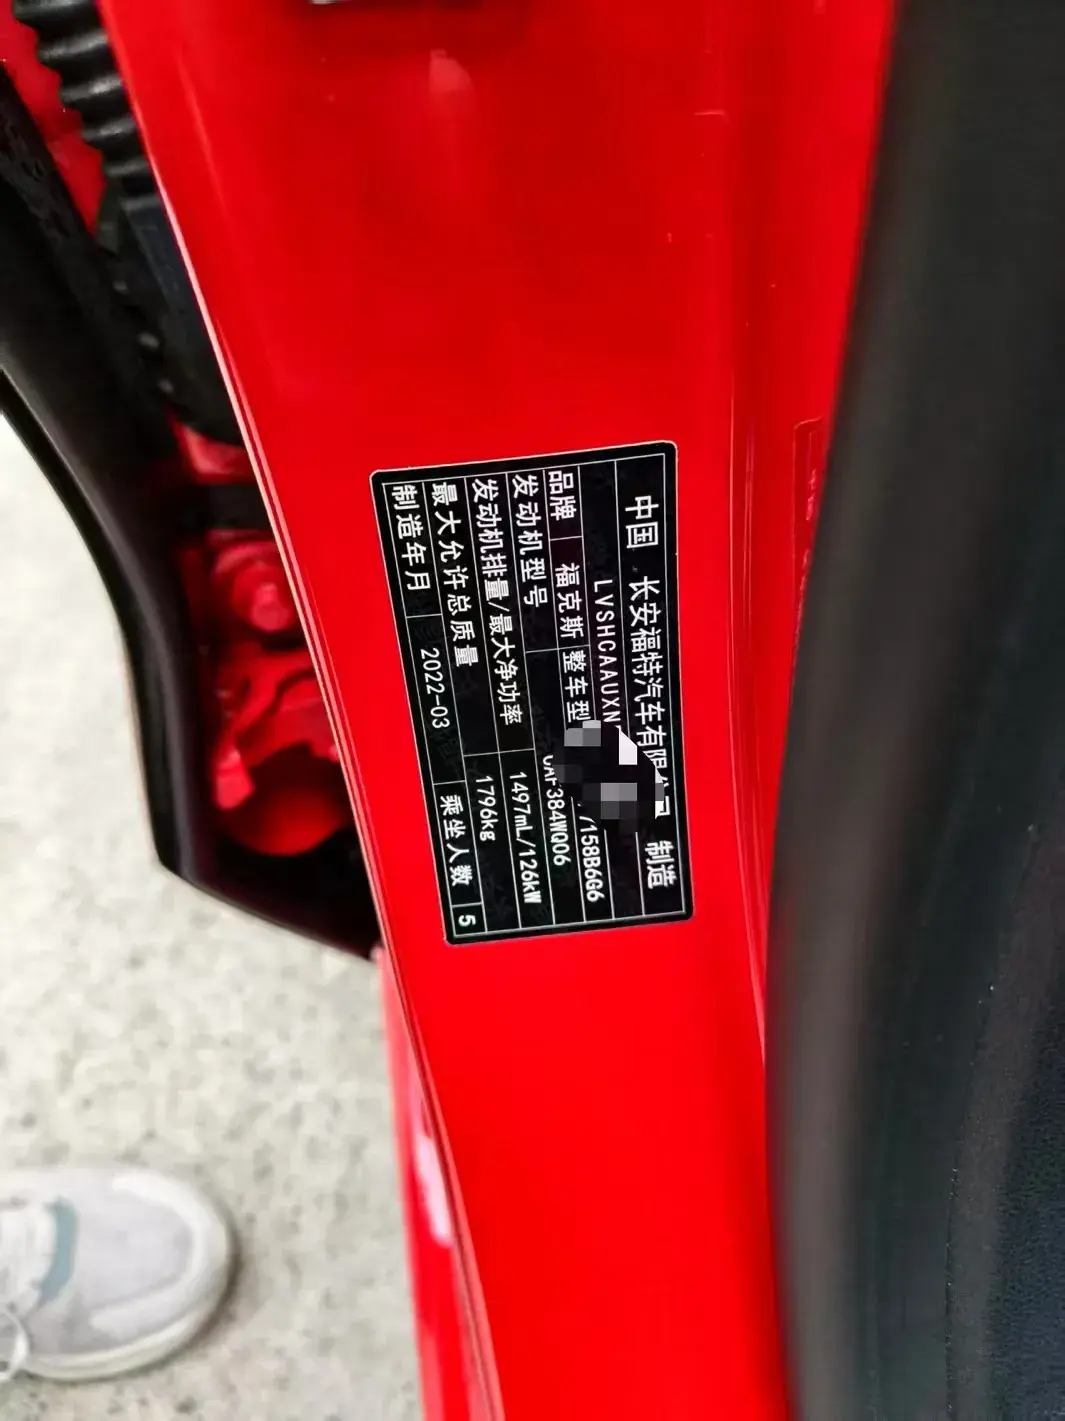 中国 长安福特汽车有限公司 制造
LVSHCAAUXN
品牌 福克斯 整车型 7158B6G6
发动机型号 CAF384WQ06
发动机排量/最大净功率 1497mL/126kW
最大允许总质量 1796kg
制造年月 2022-03 乘坐人数 5